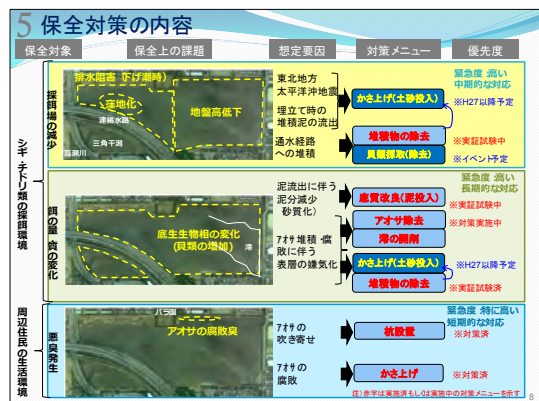 5 保全対策の内容
保全対象
保全上の課題
想定要因
対策メニュー
優先度
シギ・チドリ類の採餌環境
採餌場の減少
排水阻害（下げ潮時）
窪地化
連絡水路
地盤高低下
三角干潟
高瀬川
東北地方
太平洋沖地震
埋立て時の
堆積泥の流出
通水経路
への堆積
かさ上げ(土砂投入)
堆積物の除去
貝類採取(除去)
緊急度:高い
中期的な対応
※H27以降予定
※実証試験中
※イベント予定
餌の量・質の変化
底生生物相の変化
(貝類の増加)
澪
泥流出に伴う
泥分減少
砂質化）
アオサ堆積・腐
敗に伴う
表層の嫌気化
底質改良(泥投入)
アオサ除去
澪の開削
かさ上げ(土砂投入)
堆積物の除去
緊急度:高い
長期的な対応
※実証試験中
※対策実施中
※H27以降予定
※実証試験済
周辺住民の生活環境
悪臭発生
バラ園
アオサの腐敗臭
アオサの
吹き寄せ
アオサの
腐敗
杭設置
かさ上げ
緊急度:特に高い
短期的な対応
※対策済
※対策済
注）赤字は実施済もしくは実施中の対策メニューを示す
8